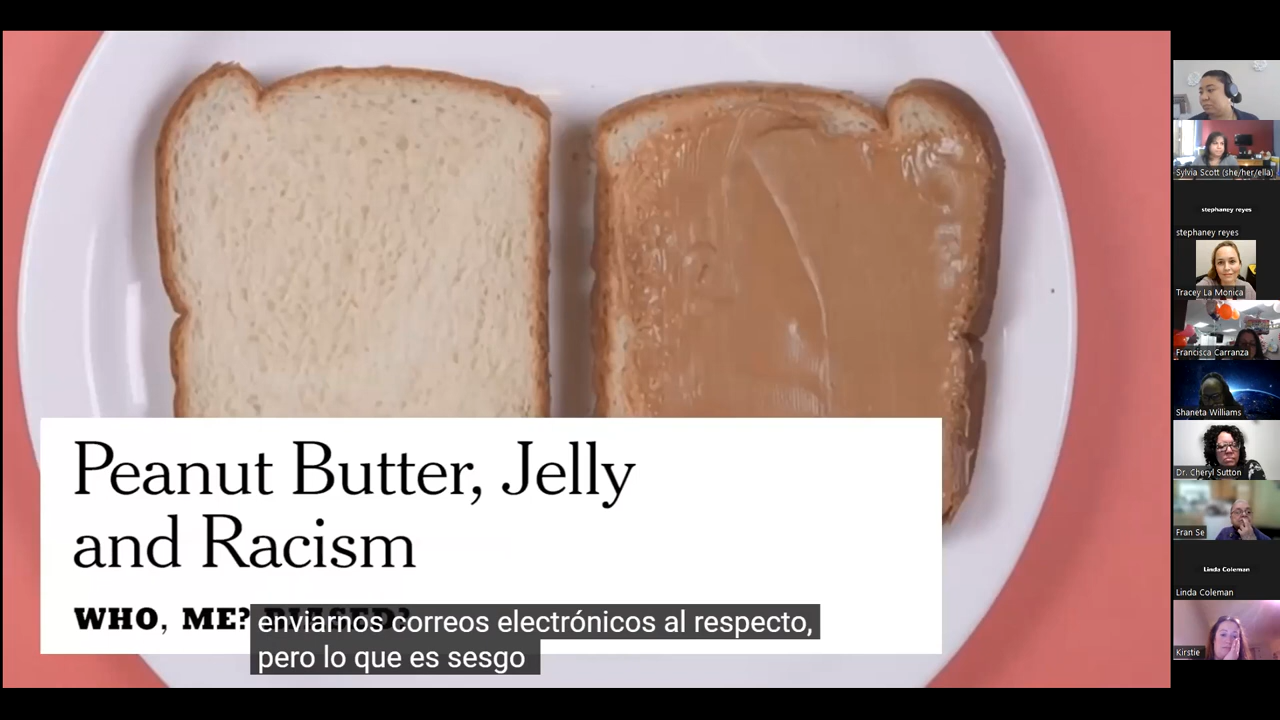 Peanut Butter, Jelly
and Racism
WHO, ME? BIASED?
enviarnos correos electrónicos al respecto,
pero lo que es sesgo
Sylvia Scott (she/her/ella)
stephaney reyes
stephaney reyes
Tracey La Monica
Francisca Carranza
Shaneta Williams
Dr. Cheryl Sutton
Fran Se
Linda Coleman
Linda Coleman
Kirstie